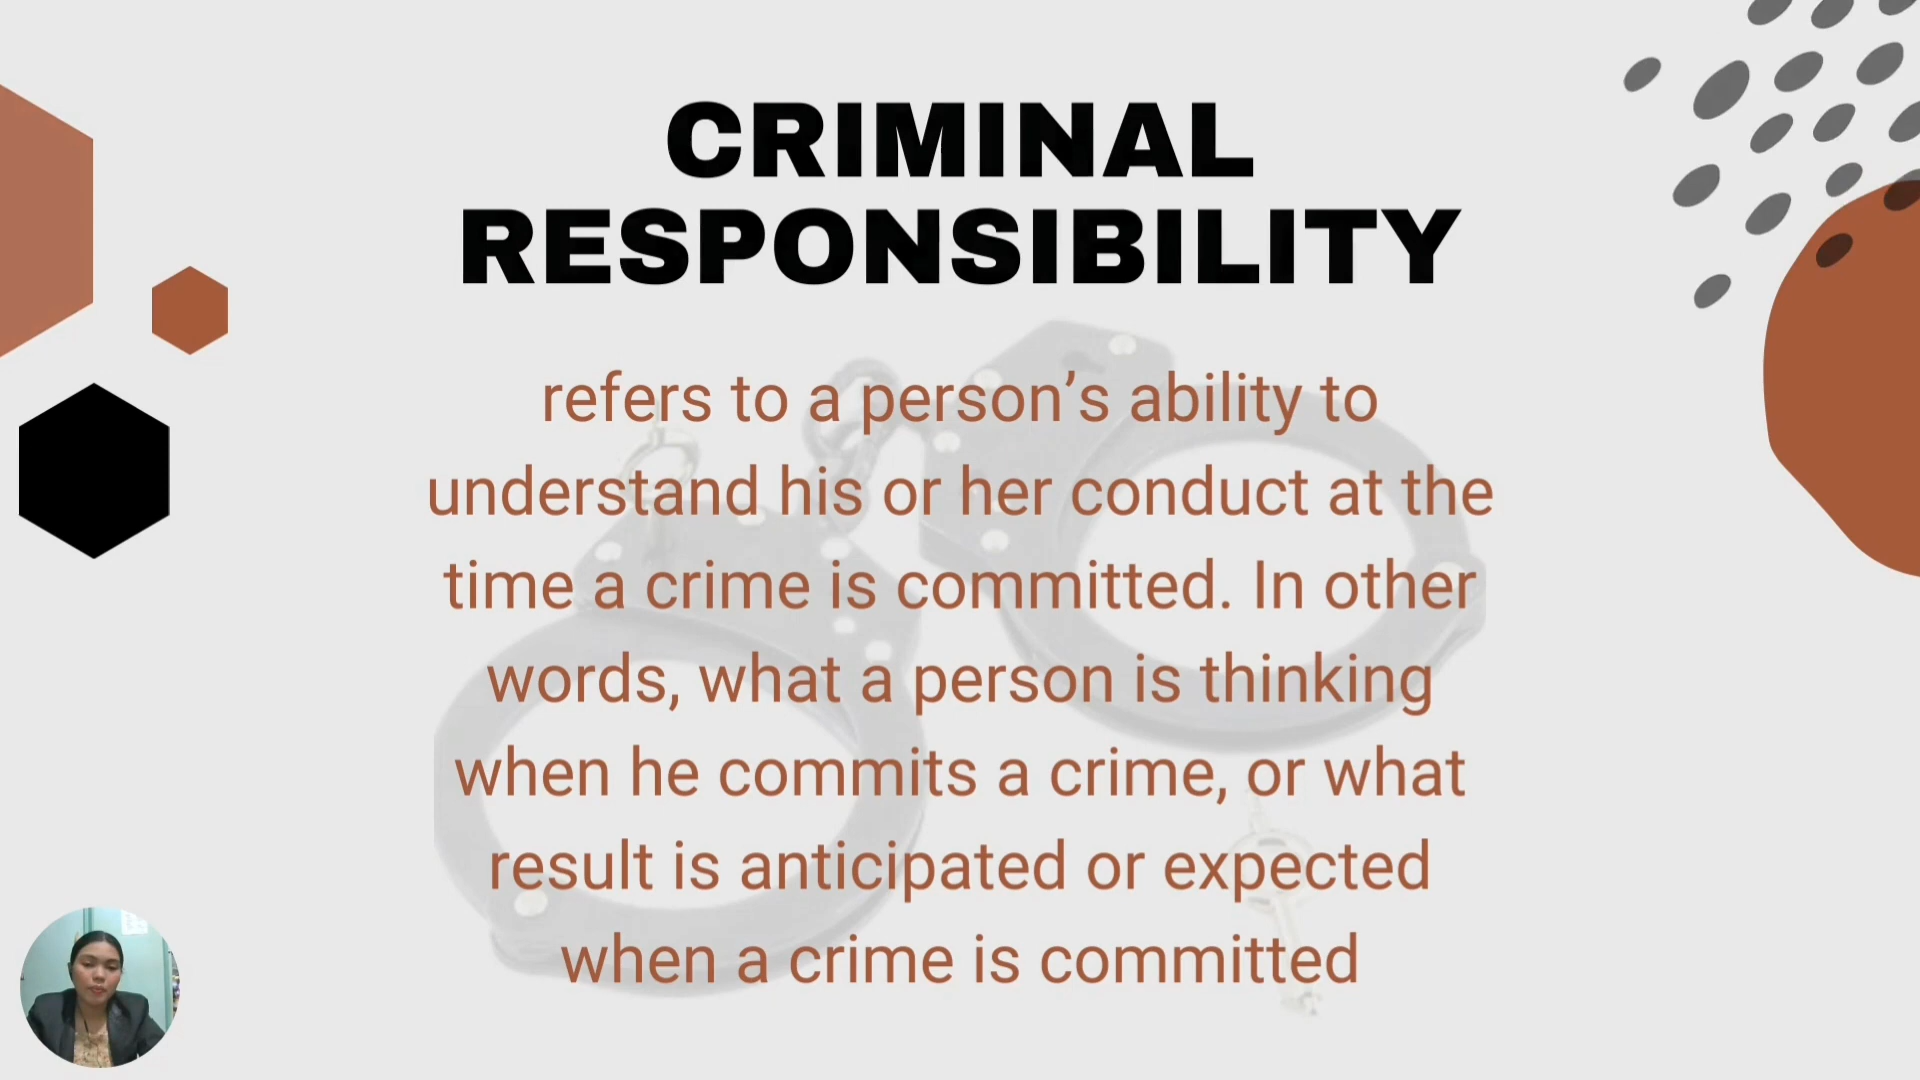 CRIMINAL
RESPONSIBILITY
refers to a person’s ability to
understand his or her conduct at the
time a crime is committed. In other
words, what a person is thinking
when he commits a crime, or what
result is anticipated or expected
when a crime is committed